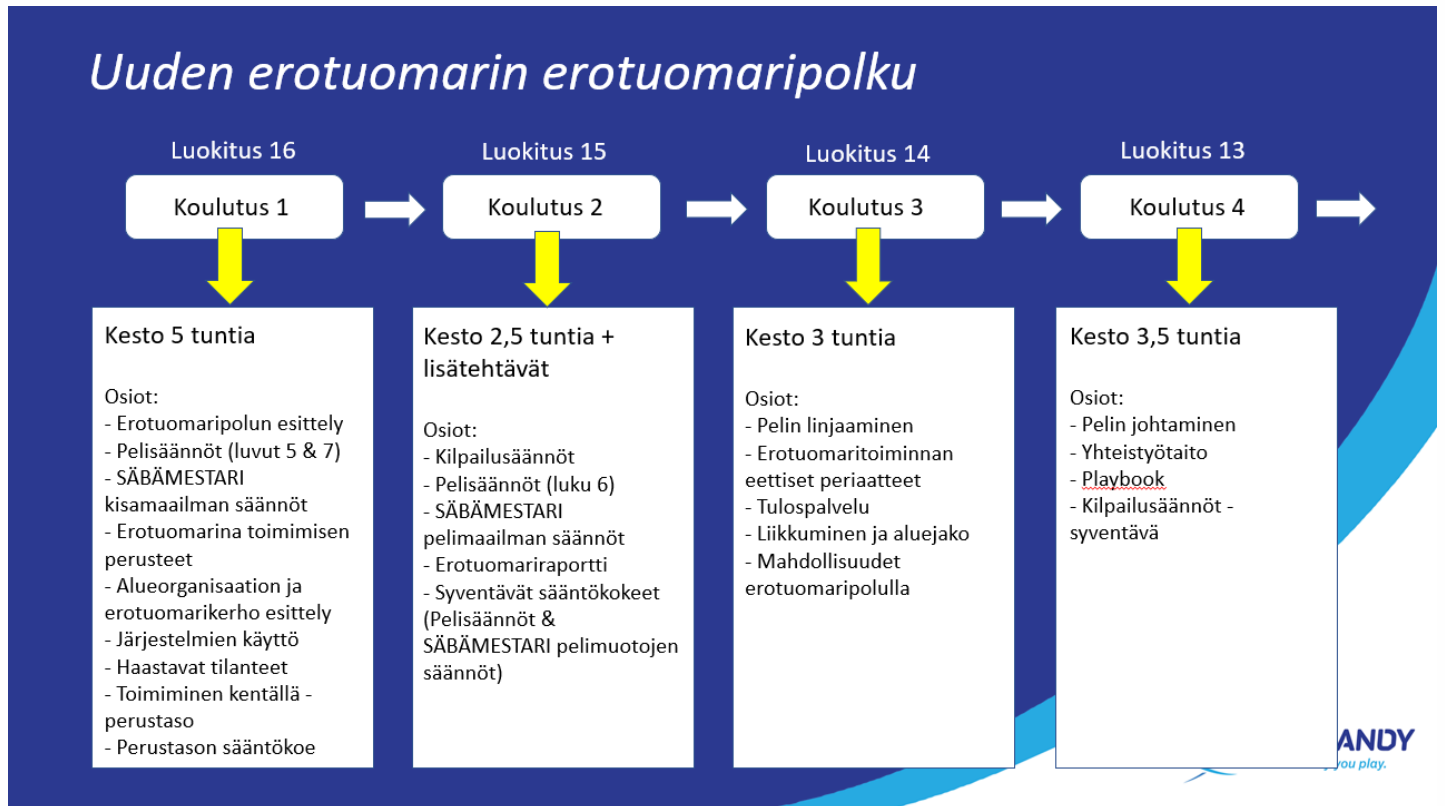 Uuden erotuomarin erotuomaripolku
Luokitus 16
Koulutus 1
Kesto 5 tuntia
Osiot:
- Erotuomaripolun esittely
- Pelisäännöt (luvut 5 & 7)
- SÄBÄMESTARI
kisamaailman säännöt
- Erotuomarina toimimisen
perusteet
- Alueorganisaation ja
erotuomarikerho esittely
- Järjestelmien käyttö
- Haastavat tilanteet
- Toimiminen kentällä -
perustaso
- Perustason sääntökoe
Luokitus 15
Koulutus 2
Kesto 2,5 tuntia +
lisätehtävät
Osiot:
- Kilpailusäännöt
- Pelisäännöt (luku 6)
- SÄBÄMESTARI
pelimaailman säännöt
- Erotuomariraportti
- Syventävät sääntökokeet
(Pelisäännöt &
SÄBÄMESTARI pelimuotojen
säännöt)
Luokitus 14
Koulutus 3
Kesto 3 tuntia
Osiot:
- Pelin linjaaminen
- Erotuomaritoiminnan
eettiset periaatteet
- Tulospalvelu
- Liikkuminen ja aluejako
- Mahdollisuudet
erotuomaripolulla
Luokitus 13
Koulutus 4
Kesto 3,5 tuntia
Osiot:
- Pelin johtaminen
- Yhteistyötaito
- Playbook
- Kilpailusäännöt -
syventävä
ANDY
you play.